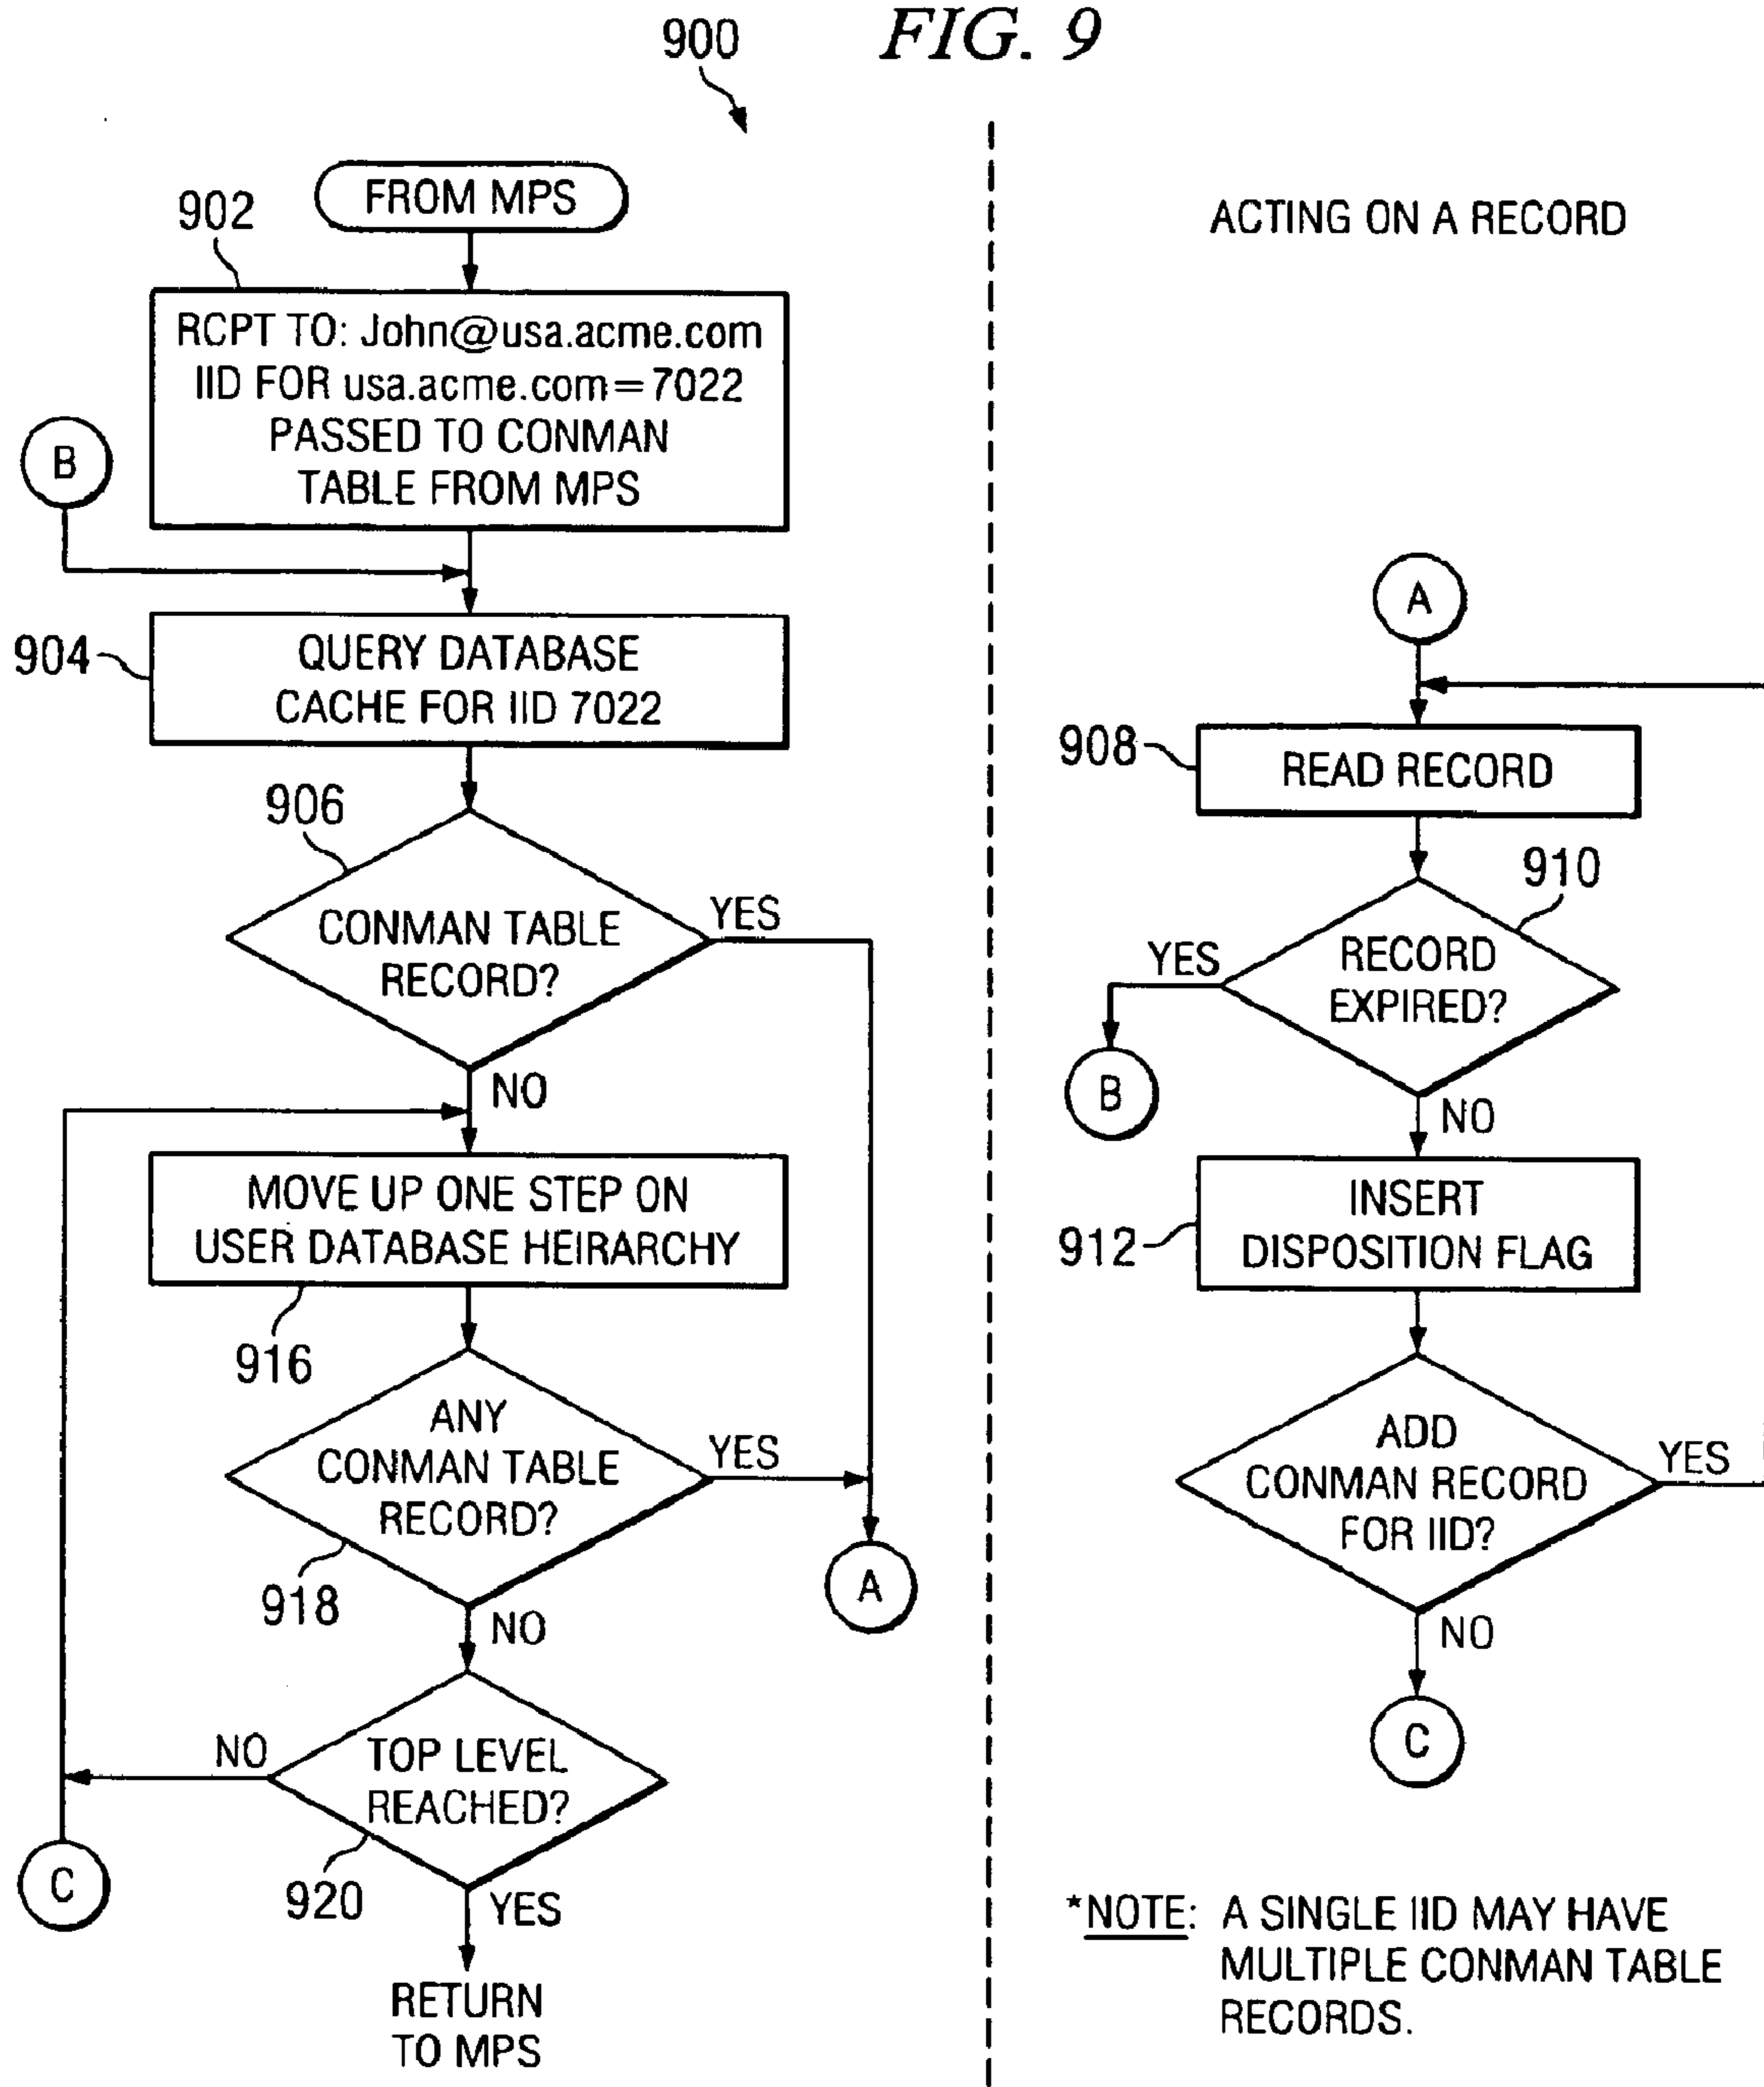 FIG. 9
900
FROM MPS
902
RCPT TO: John@usa.acme.com
IID FOR usa.acme.com=7022
PASSED TO CONMAN
TABLE FROM MPS
B
904
QUERY DATABASE
CACHE FOR IID 7022
906
CONMAN TABLE
RECORD?
YES
NO
MOVE UP ONE STEP ON
USER DATABASE HEIRARCHY
916
ANY
CONMAN TABLE
RECORD?
YES
918
NO
A
TOP LEVEL
REACHED?
NO
920
YES
C
RETURN
TO MPS
ACTING ON A RECORD
A
908
READ RECORD
910
RECORD
EXPIRED?
YES
B
NO
912
INSERT
DISPOSITION FLAG
ADD
CONMAN RECORD
FOR IID?
YES
NO
C
*NOTE: A SINGLE IID MAY HAVE
MULTIPLE CONMAN TABLE
RECORDS.